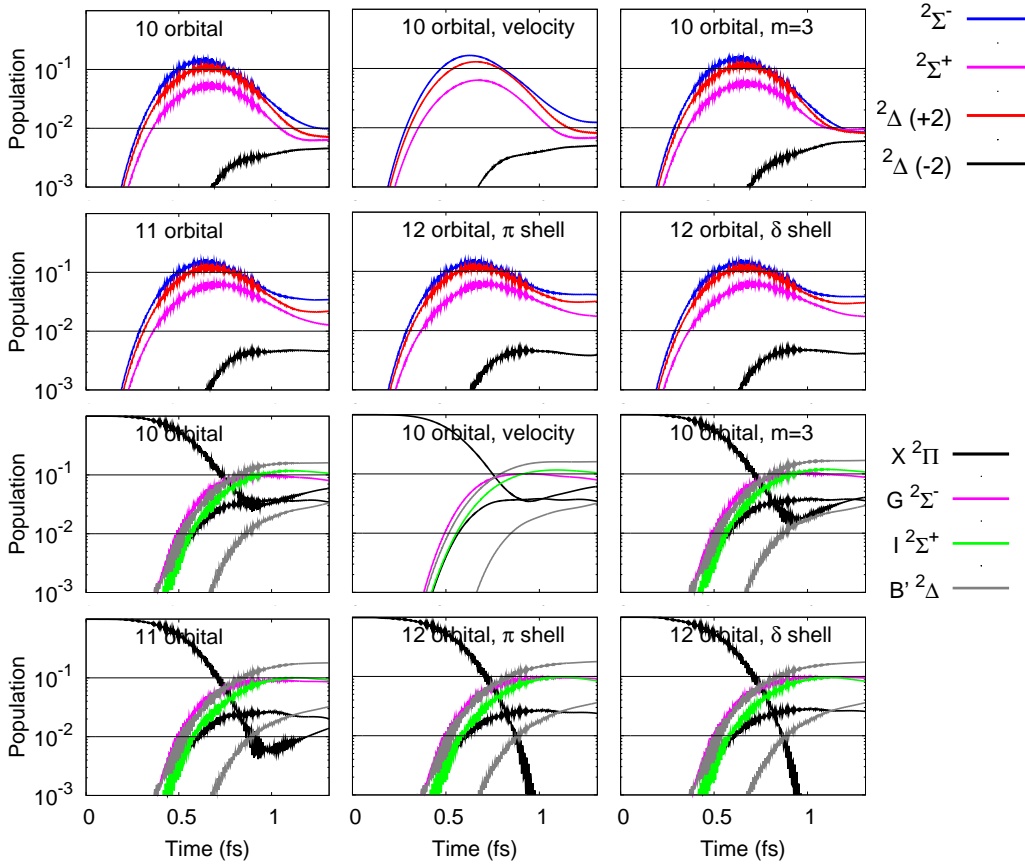 10 orbital
10 orbital, velocity
10 orbital, m=3
²Σ⁻
²Σ⁺
²Δ (+2)
²Δ (-2)
Population
10⁻¹
10⁻²
10⁻³
11 orbital
12 orbital, π shell
12 orbital, δ shell
Population
10⁻¹
10⁻²
10⁻³
10 orbital
10 orbital, velocity
10 orbital, m=3
X ²Π
G ²Σ⁻
I ²Σ⁺
B' ²Δ
Population
10⁻¹
10⁻²
10⁻³
11 orbital
12 orbital, π shell
12 orbital, δ shell
Population
10⁻¹
10⁻²
10⁻³
0 0.5 1 0 0.5 1 0 0.5 1
Time (fs) Time (fs) Time (fs)